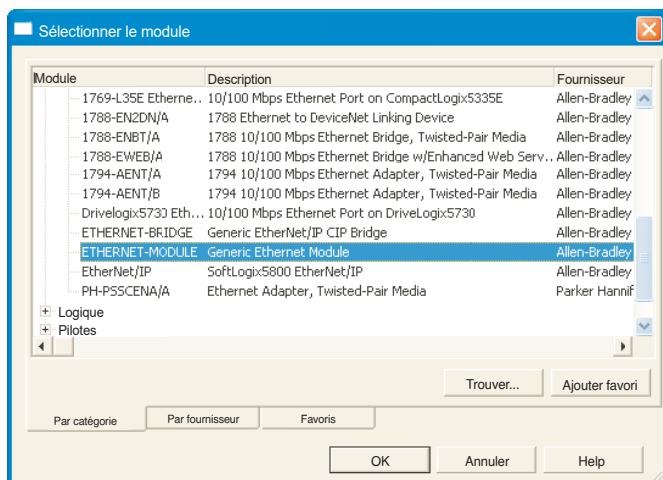 Sélectionner le module
Module Description Fournisseur
1769-L35E Etherne.. 10/100 Mbps Ethernet Port on CompactLogix5335E Allen-Bradley
1788-EN2DN/A 1788 Ethernet to DeviceNet Linking Device Allen-Bradley
1788-ENBT/A 1788 10/100 Mbps Ethernet Bridge, Twisted-Pair Media Allen-Bradley
1788-EWEB/A 1788 10/100 Mbps Ethernet Bridge w/Enhanced Web Serv.. Allen-Bradley
1794-AENT/A 1794 10/100 Mbps Ethernet Adapter, Twisted-Pair Media Allen-Bradley
1794-AENT/B 1794 10/100 Mbps Ethernet Adapter, Twisted-Pair Media Allen-Bradley
Drivelogix5730 Eth... 10/100 Mbps Ethernet Port on DriveLogix5730 Allen-Bradley
ETHERNET-BRIDGE Generic EtherNet/IP CIP Bridge Allen-Bradley
ETHERNET-MODULE Generic Ethernet Module Allen-Bradley
EtherNet/IP SoftLogix5800 EtherNet/IP Allen-Bradley
PH-PSSCENA/A Ethernet Adapter, Twisted-Pair Media Parker Hannif
Logique
Pilotes
Trouver... Ajouter favori
Par catégorie Par fournisseur Favoris
OK Annuler Help